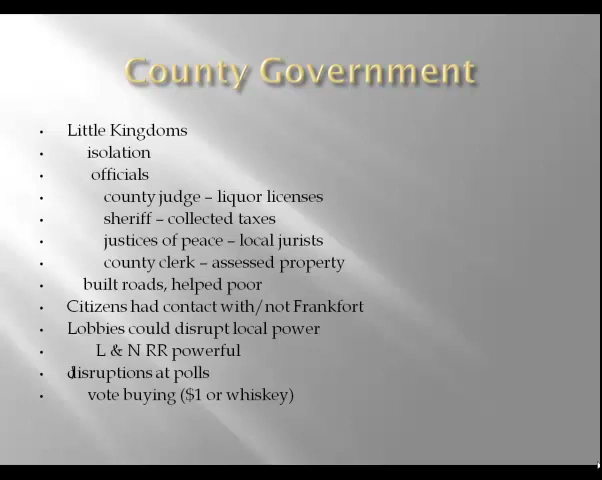 County Government
• Little Kingdoms
• isolation
• officials
• county judge – liquor licenses
• sheriff – collected taxes
• justices of peace – local jurists
• county clerk – assessed property
• built roads, helped poor
• Citizens had contact with/not Frankfort
• Lobbies could disrupt local power
• L & N RR powerful
• disruptions at polls
• vote buying ($1 or whiskey)